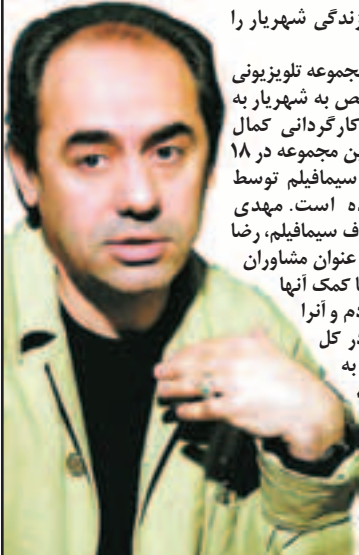 زندگی شهریار را
جموعه تلویزیونی
ص به شهریار به
کارگردانی کمال
ن مجموعه در ۱۸
سیمافیلم توسط
ه است. مهدی
ف سیمافیلم، رضا
عنوان مشاوران
ا کمک آنها
دم و آنرا
در کل
به